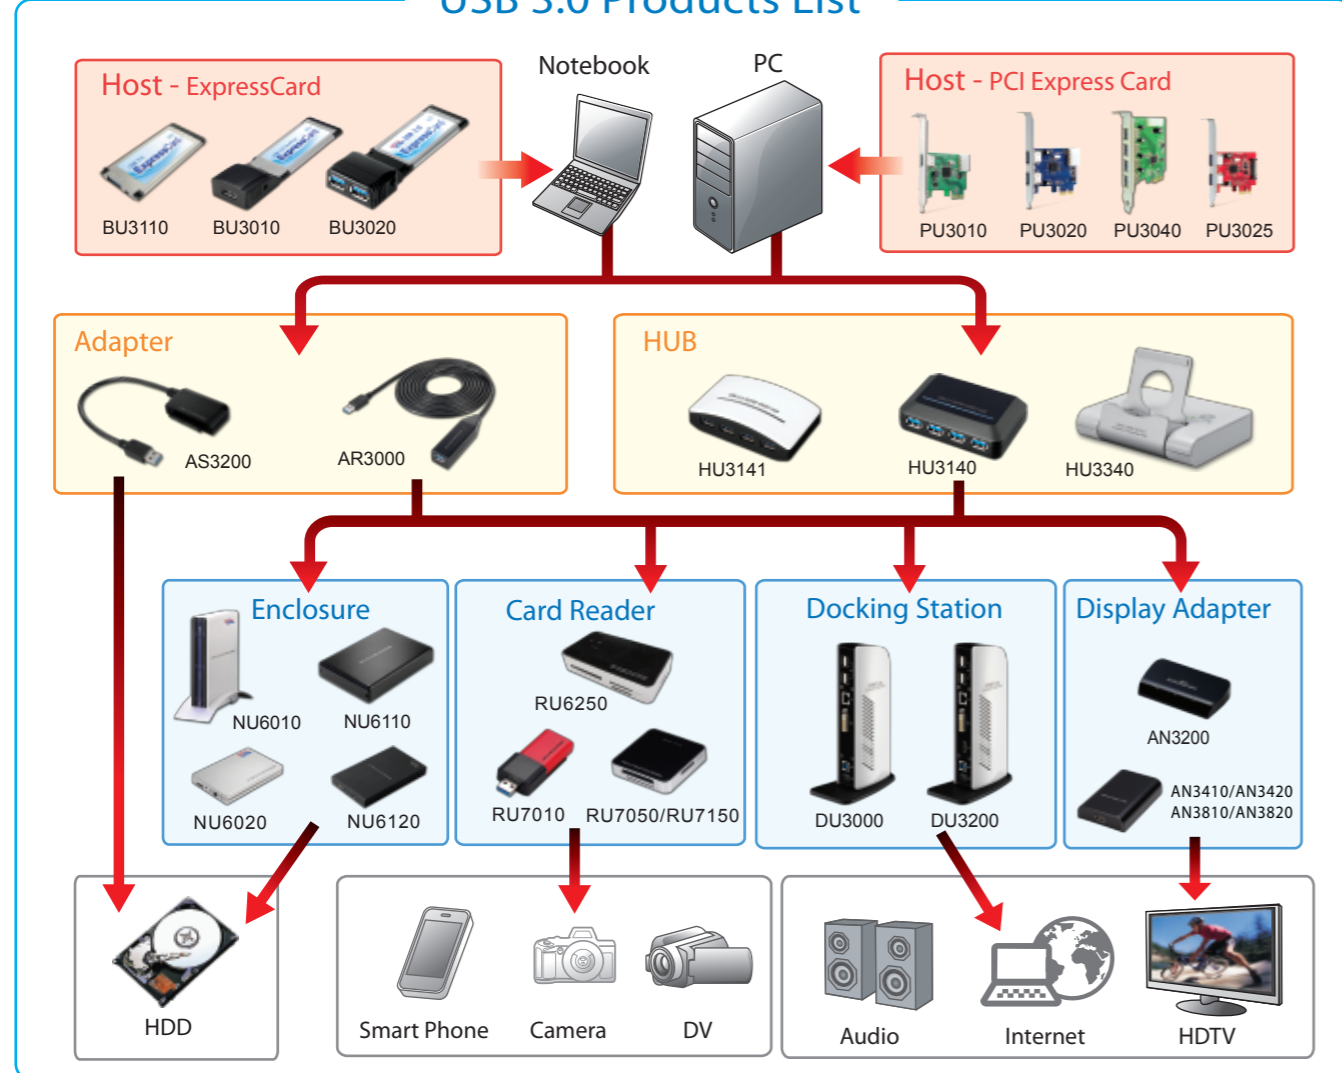 USB 3.0 Products List
Host - ExpressCard
BU3110
BU3010
BU3020
Notebook
PC
Host - PCI Express Card
PU3010
PU3020
PU3040
PU3025
Adapter
AS3200
AR3000
HUB
HU3141
HU3140
HU3340
Enclosure
NU6010
NU6110
NU6020
NU6120
Card Reader
RU6250
RU7010
RU7050/RU7150
Docking Station
DU3000
DU3200
Display Adapter
AN3200
AN3410/AN3420
AN3810/AN3820
HDD
Smart Phone
Camera
DV
Audio
Internet
HDTV